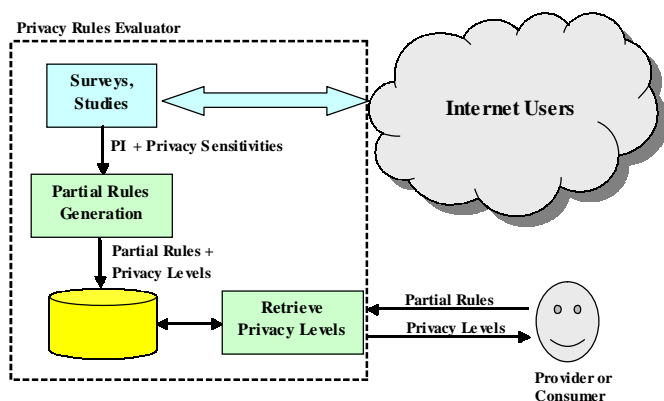 Privacy Rules Evaluator
Surveys,
Studies
Internet Users
PI + Privacy Sensitivities
Partial Rules
Generation
Partial Rules +
Privacy Levels
Retrieve
Privacy Levels
Partial Rules
Privacy Levels
Provider or
Consumer